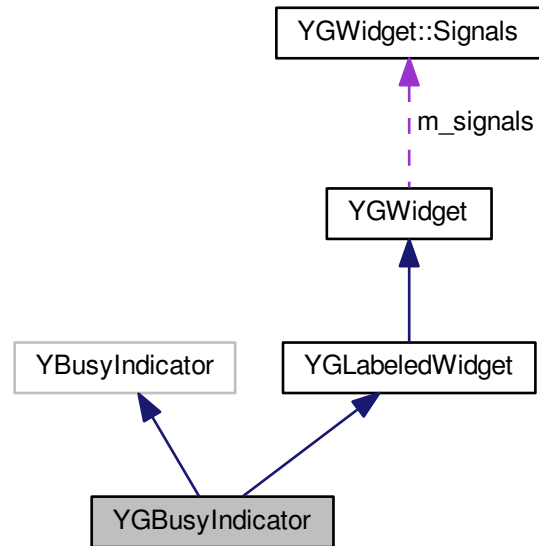 YGWidget::Signals
m_signals
YGWidget
YBusyIndicator
YGLabeledWidget
YGBusyIndicator